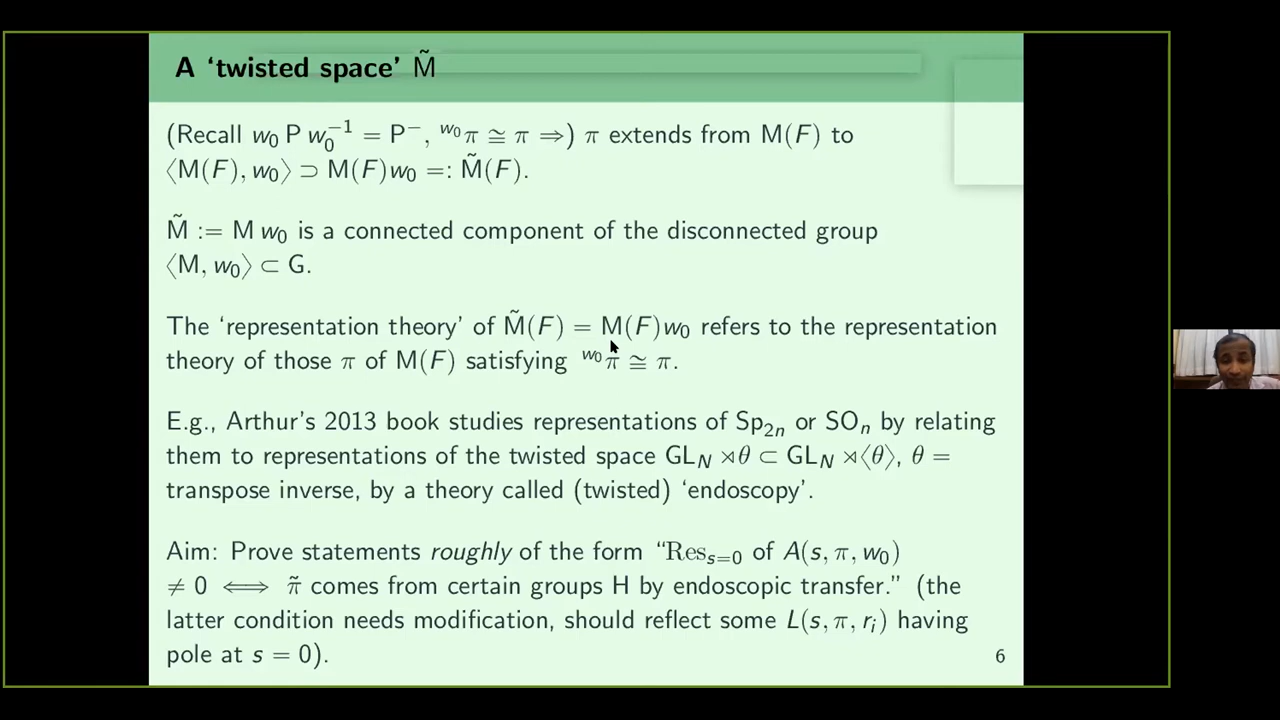 A ‘twisted space’ M̃
(Recall w₀ P w₀⁻¹ = P⁻, ʷ⁰π ≅ π ⇒) π extends from M(F) to
⟨M(F), w₀⟩ ⊃ M(F)w₀ =: M̃(F).
M̃ := M w₀ is a connected component of the disconnected group
⟨M, w₀⟩ ⊂ G.
The ‘representation theory’ of M̃(F) = M(F)w₀ refers to the representation
theory of those π of M(F) satisfying ʷ⁰π ≅ π.
E.g., Arthur’s 2013 book studies representations of Sp₂ₙ or SOₙ by relating
them to representations of the twisted space GL_N ⋊θ ⊂ GL_N ⋊⟨θ⟩, θ =
transpose inverse, by a theory called (twisted) ‘endoscopy’.
Aim: Prove statements roughly of the form “Res_{s=0} of A(s, π, w₀)
≠ 0 ⟺ π̃ comes from certain groups H by endoscopic transfer.” (the
latter condition needs modification, should reflect some L(s, π, rᵢ) having
pole at s = 0).
6